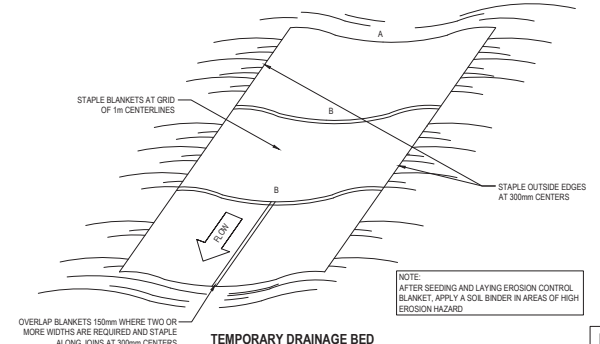 A
STAPLE BLANKETS AT GRID
OF 1m CENTERLINES
B
B
STAPLE OUTSIDE EDGES
AT 300mm CENTERS
FLOW
NOTE:
AFTER SEEDING AND LAYING EROSION CONTROL
BLANKET, APPLY A SOIL BINDER IN AREAS OF HIGH
EROSION HAZARD
OVERLAP BLANKETS 150mm WHERE TWO OR
MORE WIDTHS ARE REQUIRED AND STAPLE
ALONG JOINS AT 300mm CENTERS
TEMPORARY DRAINAGE BED